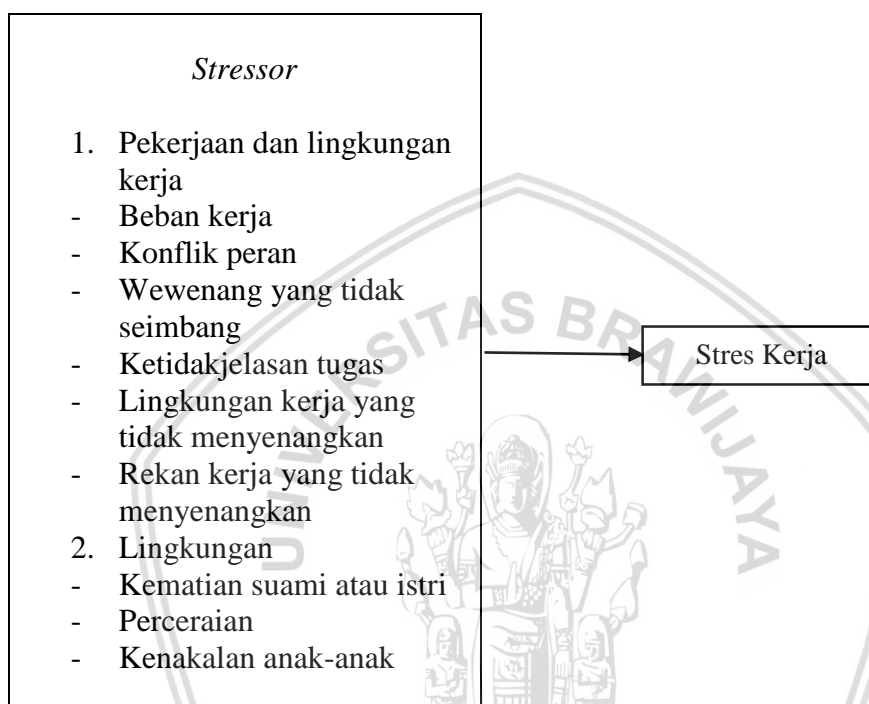 Stressor
1. Pekerjaan dan lingkungan
kerja
- Beban kerja
- Konflik peran
- Wewenang yang tidak
seimbang
- Ketidakjelasan tugas
- Lingkungan kerja yang
tidak menyenangkan
- Rekan kerja yang tidak
menyenangkan
2. Lingkungan
- Kematian suami atau istri
- Perceraian
- Kenakalan anak-anak
Stres Kerja
UNIVERSITAS BRAWIJAYA